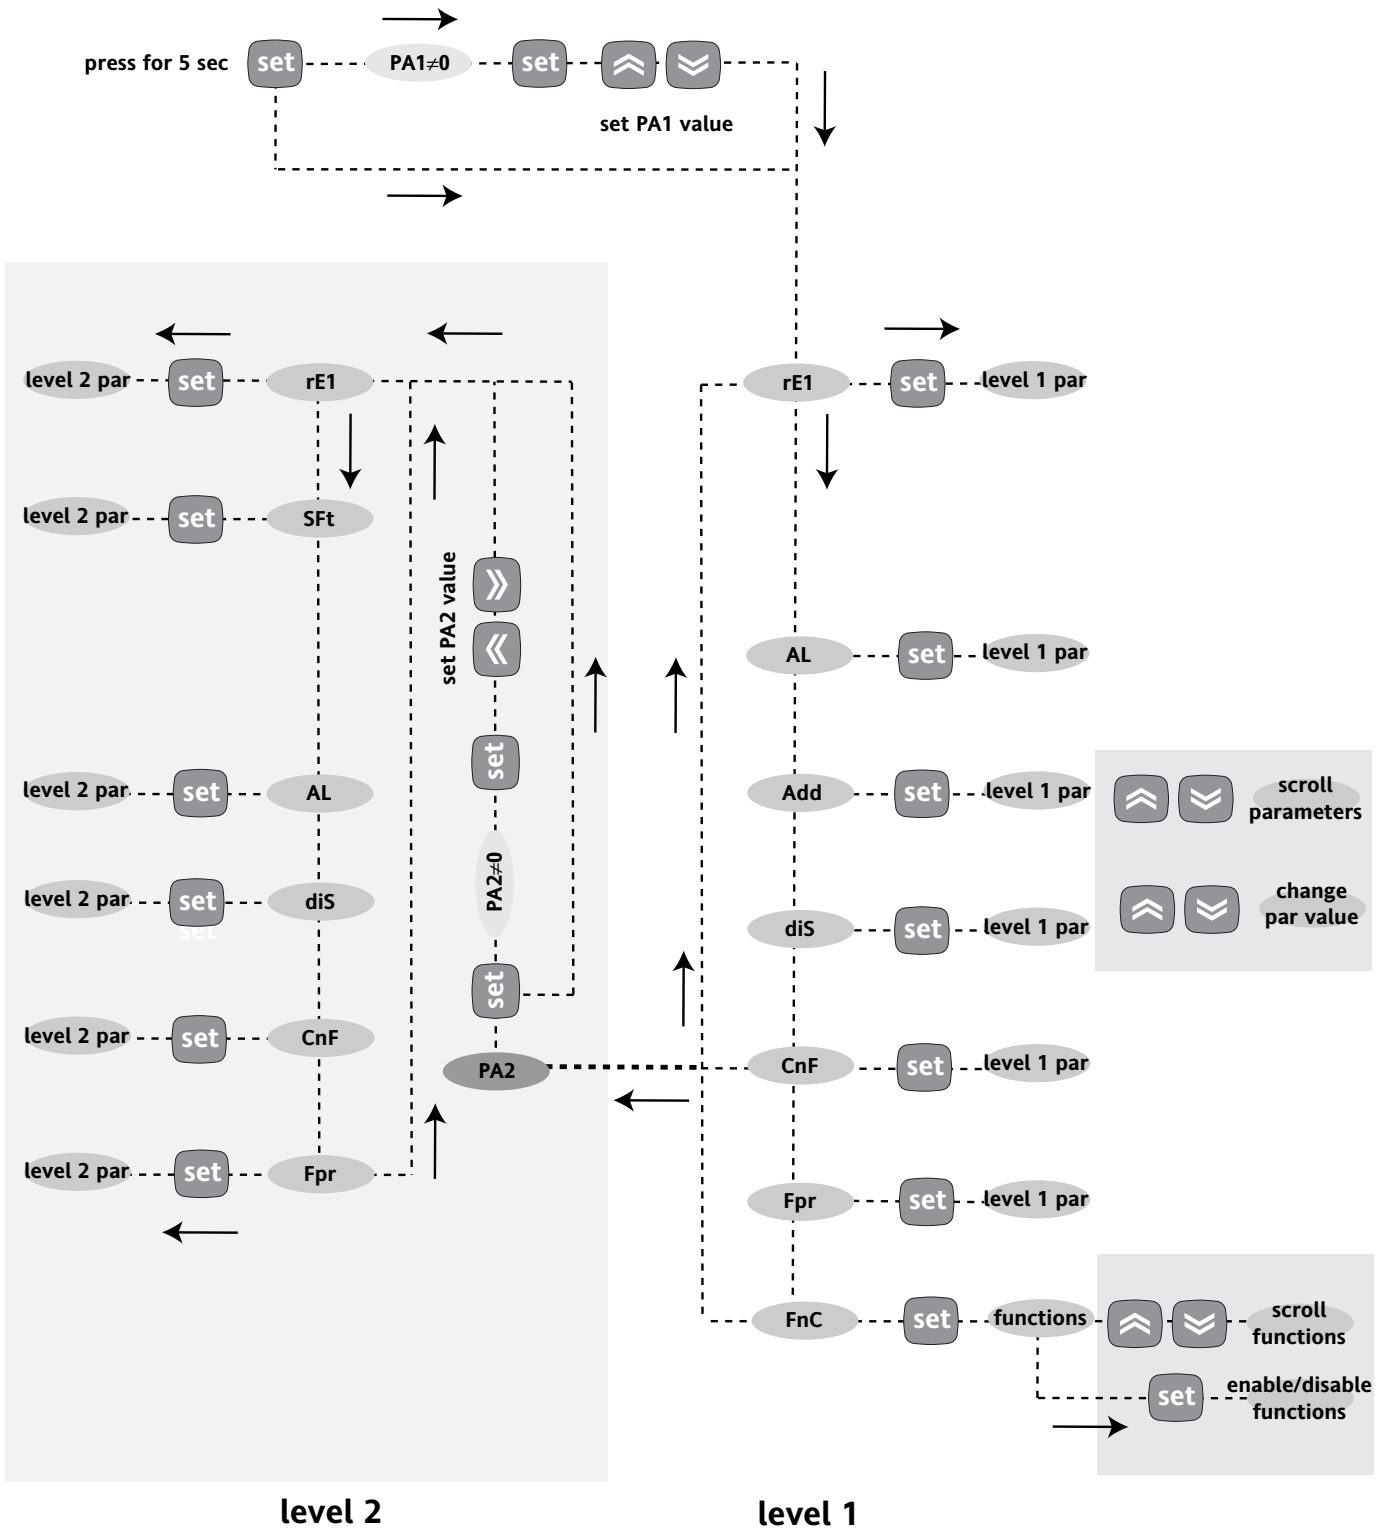 press for 5 sec set PA1≠0 set
set PA1 value
level 2 par set rE1
level 2 par set SFt
level 2 par set AL
level 2 par set diS
set
level 2 par set CnF
level 2 par set Fpr
set PA2 value
set
PA2≠0
set
PA2
rE1 set level 1 par
AL set level 1 par
Add set level 1 par
diS set level 1 par
CnF set level 1 par
Fpr set level 1 par
FnC set functions
scroll
parameters
change
par value
scroll
functions
set enable/disable
functions
level 2
level 1